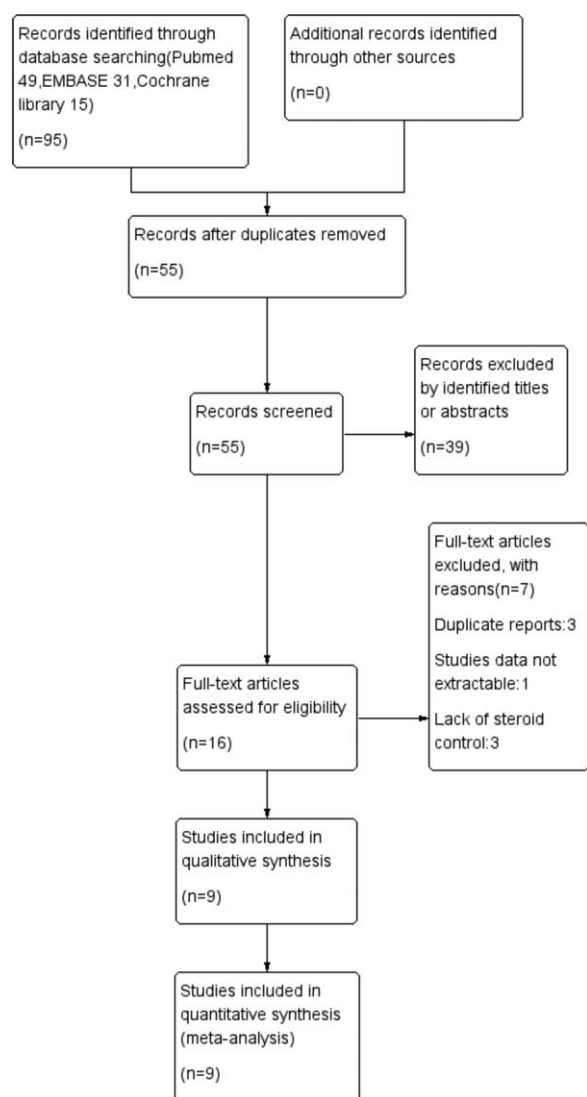 Records identified through
database searching(Pubmed
49,EMBASE 31,Cochrane
library 15)
(n=95)
Additional records identified
through other sources
(n=0)
Records after duplicates removed
(n=55)
Records screened
(n=55)
Records excluded
by identified titles
or abstracts
(n=39)
Full-text articles
excluded, with
reasons(n=7)
Duplicate reports:3
Studies data not
extractable:1
Lack of steroid
control:3
Full-text articles
assessed for eligibility
(n=16)
Studies included in
qualitative synthesis
(n=9)
Studies included in
quantitative synthesis
(meta-analysis)
(n=9)